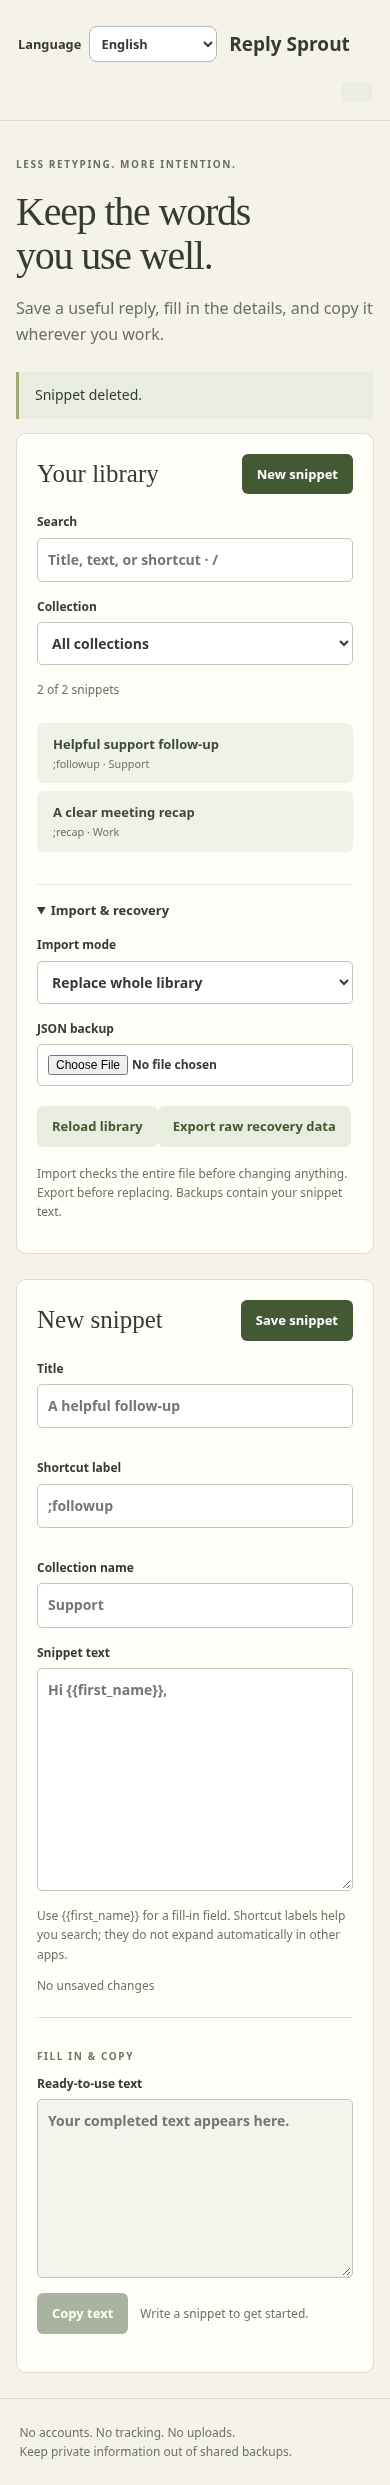 Language English Reply Sprout
LESS RETYPING. MORE INTENTION.
Keep the words
you use well.
Save a useful reply, fill in the details, and copy it
wherever you work.
Snippet deleted.
Your library New snippet
Search
Title, text, or shortcut · /
Collection
All collections
2 of 2 snippets
Helpful support follow-up
;followup · Support
A clear meeting recap
;recap · Work
▼ Import & recovery
Import mode
Replace whole library
JSON backup
Choose File No file chosen
Reload library Export raw recovery data
Import checks the entire file before changing anything.
Export before replacing. Backups contain your snippet
text.
New snippet Save snippet
Title
A helpful follow-up
Shortcut label
;followup
Collection name
Support
Snippet text
Hi {{first_name}},
Use {{first_name}} for a fill-in field. Shortcut labels help
you search; they do not expand automatically in other
apps.
No unsaved changes
FILL IN & COPY
Ready-to-use text
Your completed text appears here.
Copy text Write a snippet to get started.
No accounts. No tracking. No uploads.
Keep private information out of shared backups.